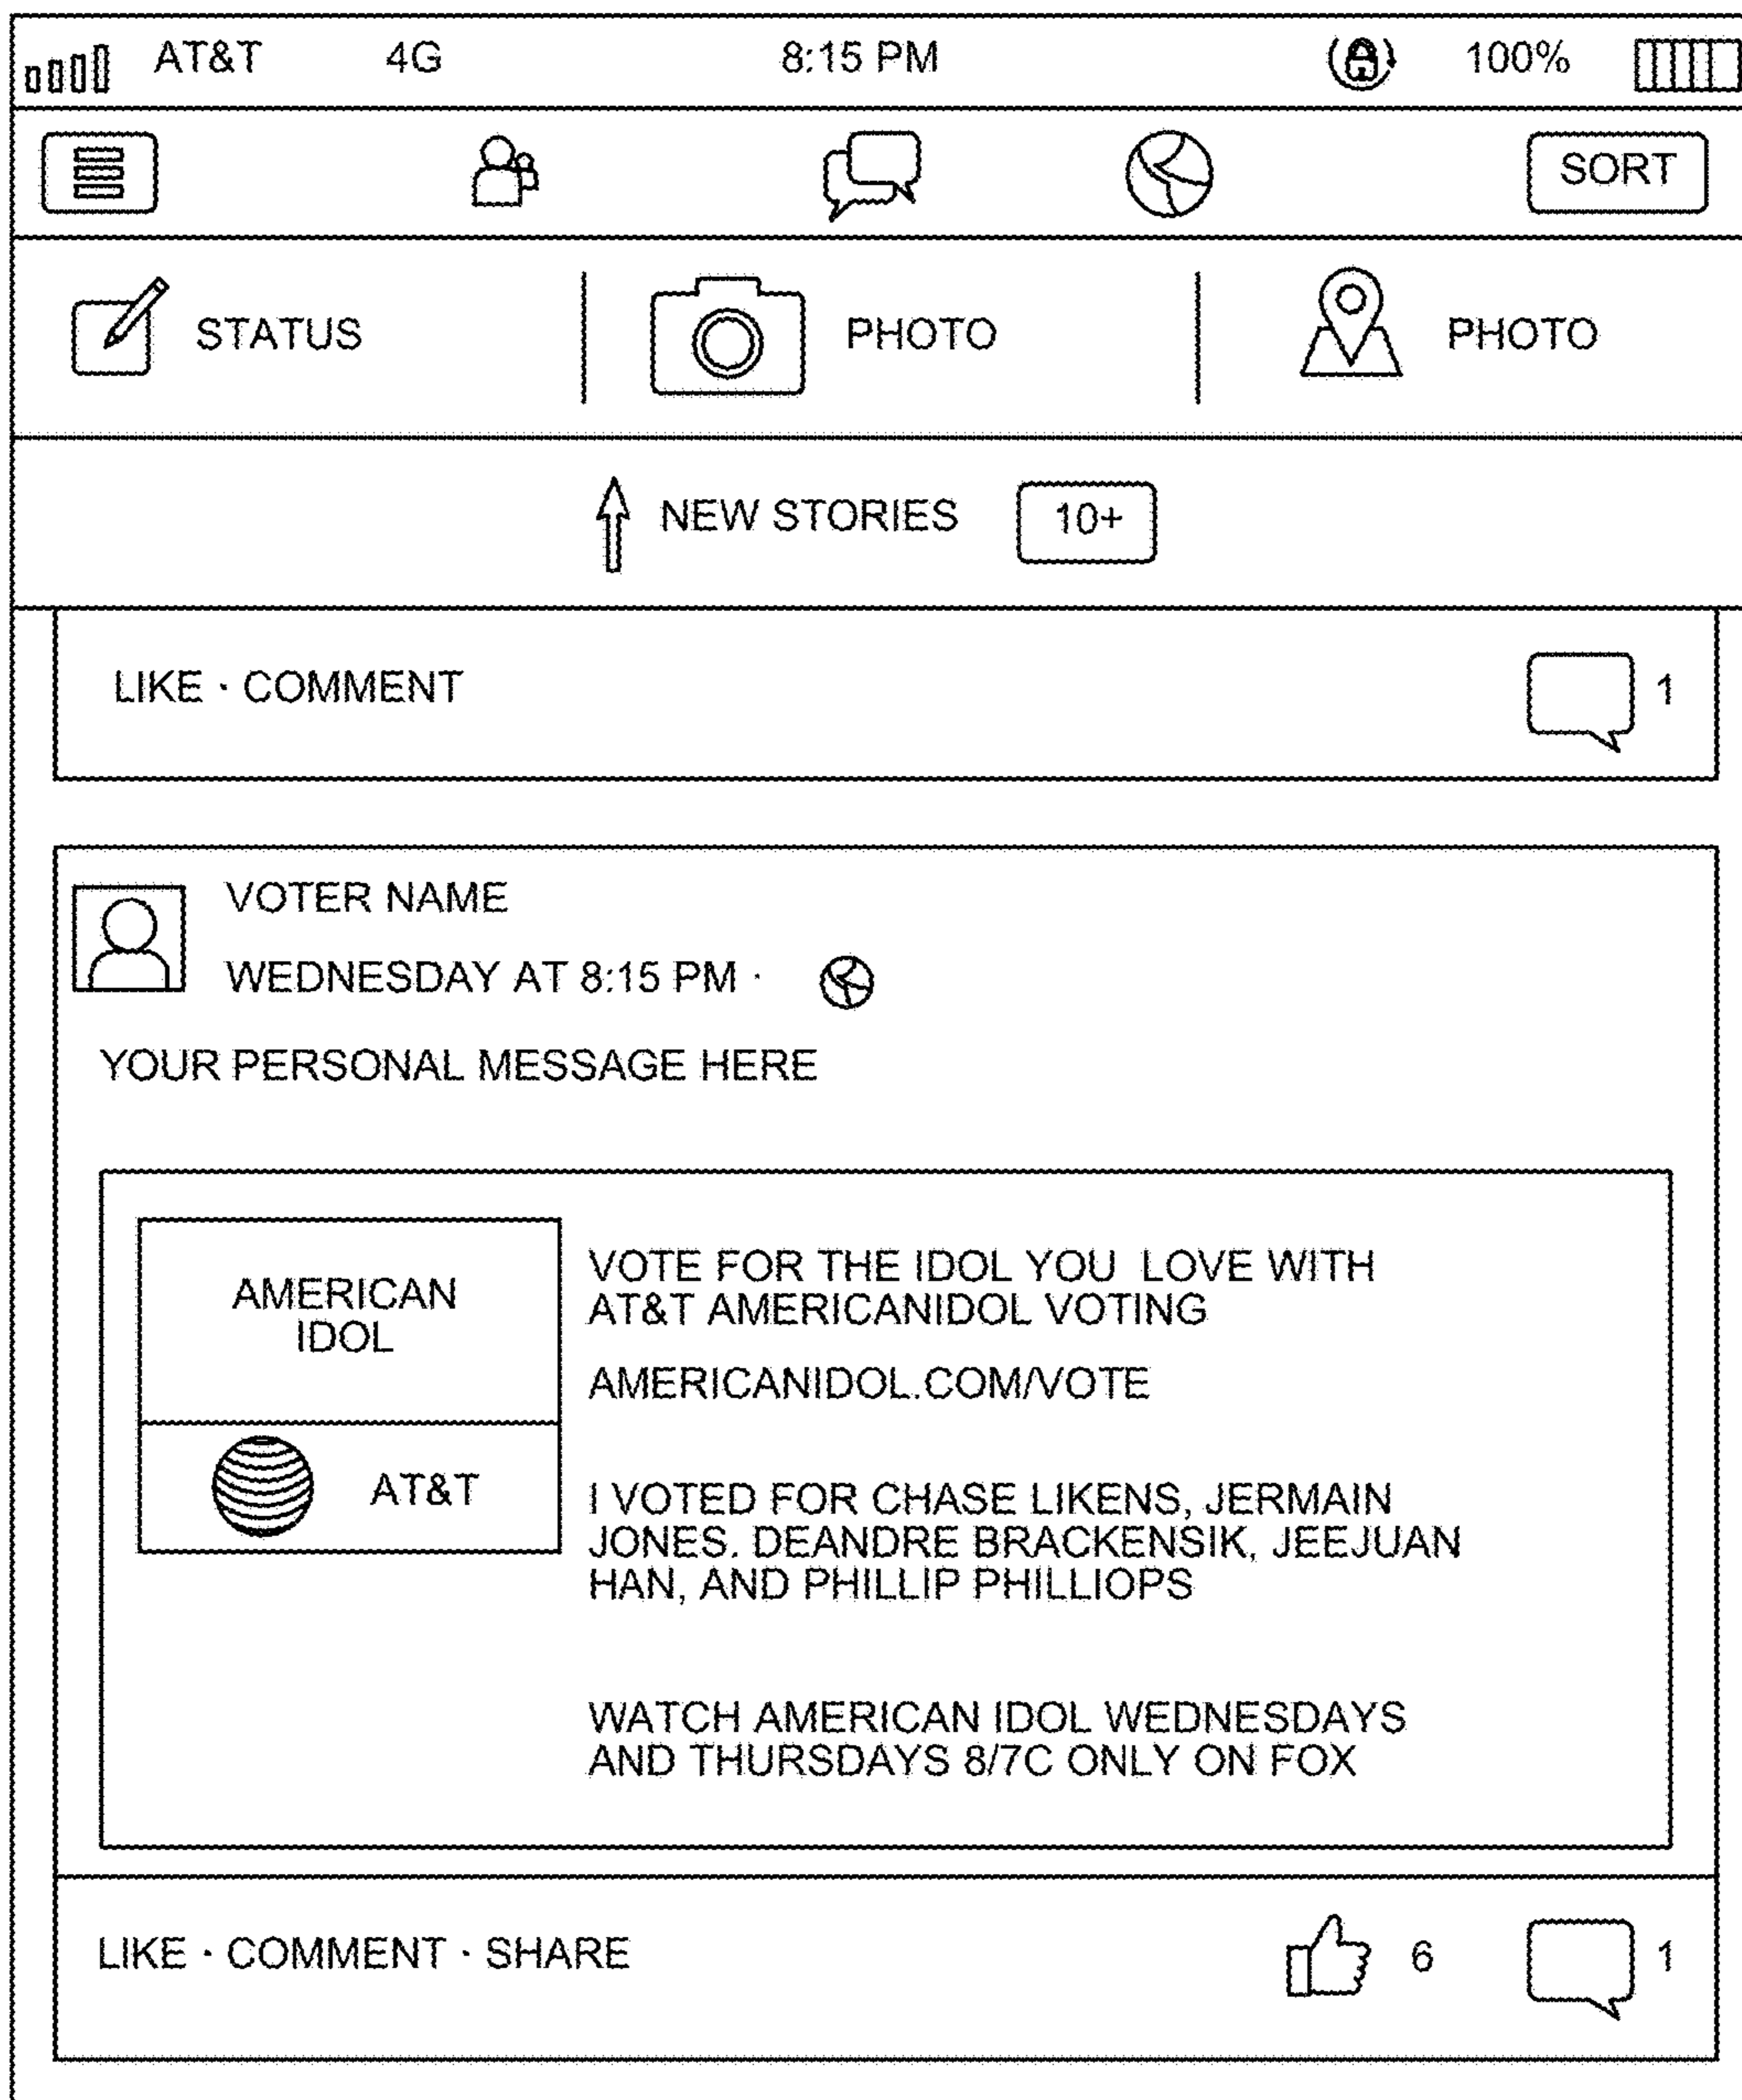 AT&T 4G 8:15 PM 100%
SORT
STATUS PHOTO PHOTO
NEW STORIES 10+
LIKE · COMMENT 1
VOTER NAME
WEDNESDAY AT 8:15 PM ·
YOUR PERSONAL MESSAGE HERE
AMERICAN
IDOL
AT&T
VOTE FOR THE IDOL YOU LOVE WITH
AT&T AMERICANIDOL VOTING
AMERICANIDOL.COM/VOTE
I VOTED FOR CHASE LIKENS, JERMAIN
JONES. DEANDRE BRACKENSIK, JEEJUAN
HAN, AND PHILLIP PHILLIOPS
WATCH AMERICAN IDOL WEDNESDAYS
AND THURSDAYS 8/7C ONLY ON FOX
LIKE · COMMENT · SHARE 6 1